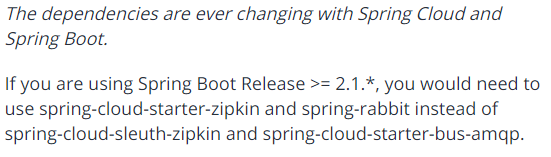 The dependencies are ever changing with Spring Cloud and
Spring Boot.
If you are using Spring Boot Release >= 2.1.*, you would need to
use spring-cloud-starter-zipkin and spring-rabbit instead of
spring-cloud-sleuth-zipkin and spring-cloud-starter-bus-amqp.